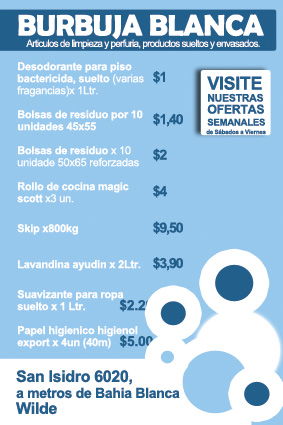 BURBUJA BLANCA
Articulos de limpieza y perfuria, productos sueltos y envasados.
Desodorante para piso
bactericida, suelto (varias
fragancias)x 1Ltr.
$1
Bolsas de residuo por 10
unidades 45x55
$1,40
Bolsas de residuo x 10
unidade 50x65 reforzadas
$2
Rollo de cocina magic
scott x3 un.
$4
Skip x800kg
$9,50
Lavandina ayudin x 2Ltr.
$3,90
Suavizante para ropa
suelto x 1 Ltr.
$2.20
Papel higienico higienol
export x 4un (40m)
$5.00
VISITE
NUESTRAS
OFERTAS
SEMANALES
de Sábados a Viernes
San Isidro 6020,
a metros de Bahia Blanca
Wilde